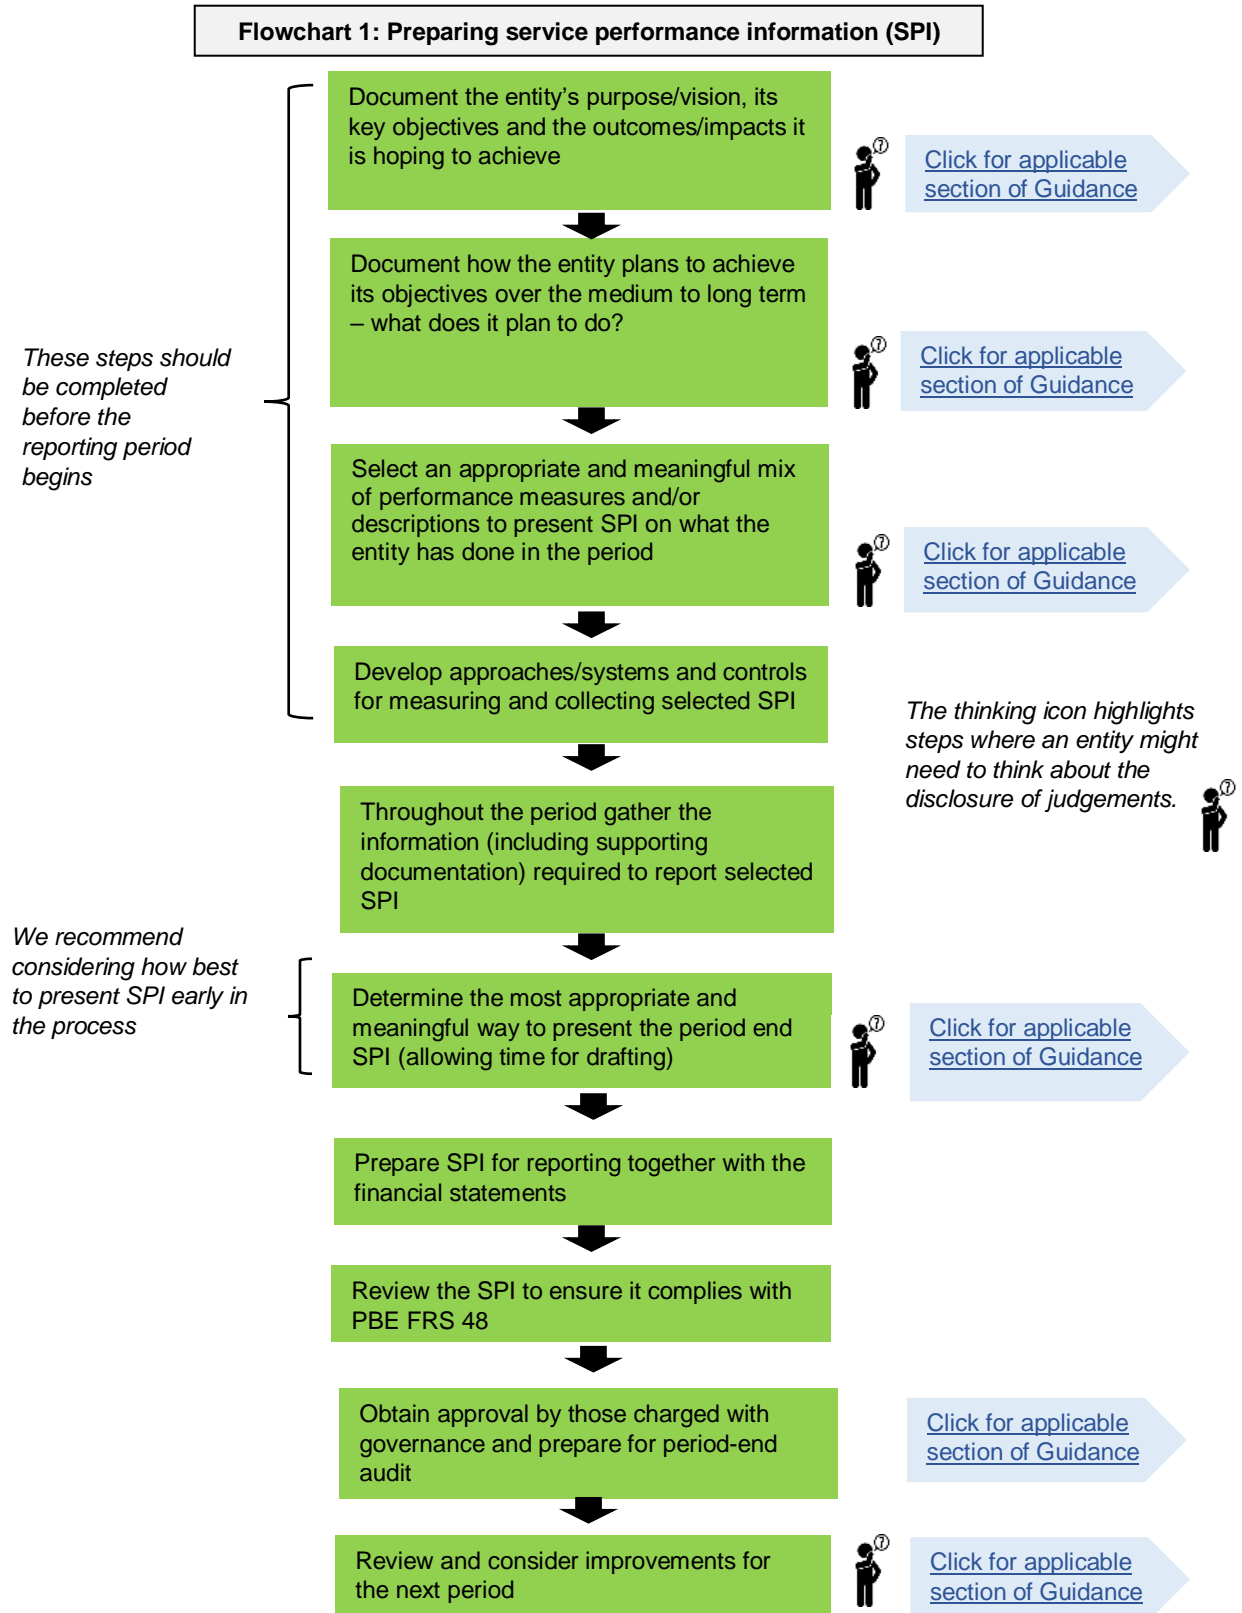 Flowchart 1: Preparing service performance information (SPI)
Document the entity’s purpose/vision, its
key objectives and the outcomes/impacts it
is hoping to achieve
Click for applicable
section of Guidance
Document how the entity plans to achieve
its objectives over the medium to long term
– what does it plan to do?
Click for applicable
section of Guidance
These steps should
be completed
before the
reporting period
begins
Select an appropriate and meaningful mix
of performance measures and/or
descriptions to present SPI on what the
entity has done in the period
Click for applicable
section of Guidance
Develop approaches/systems and controls
for measuring and collecting selected SPI
The thinking icon highlights
steps where an entity might
need to think about the
disclosure of judgements.
Throughout the period gather the
information (including supporting
documentation) required to report selected
SPI
We recommend
considering how best
to present SPI early in
the process
Determine the most appropriate and
meaningful way to present the period end
SPI (allowing time for drafting)
Click for applicable
section of Guidance
Prepare SPI for reporting together with the
financial statements
Review the SPI to ensure it complies with
PBE FRS 48
Obtain approval by those charged with
governance and prepare for period-end
audit
Click for applicable
section of Guidance
Review and consider improvements for
the next period
Click for applicable
section of Guidance